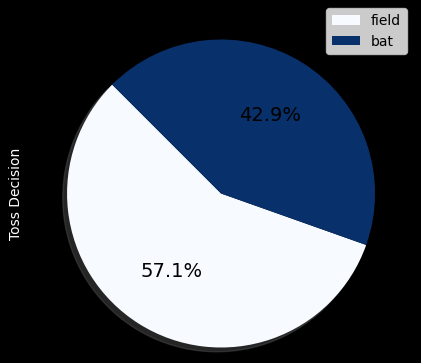 field
bat
42.9%
Toss Decision
57.1%